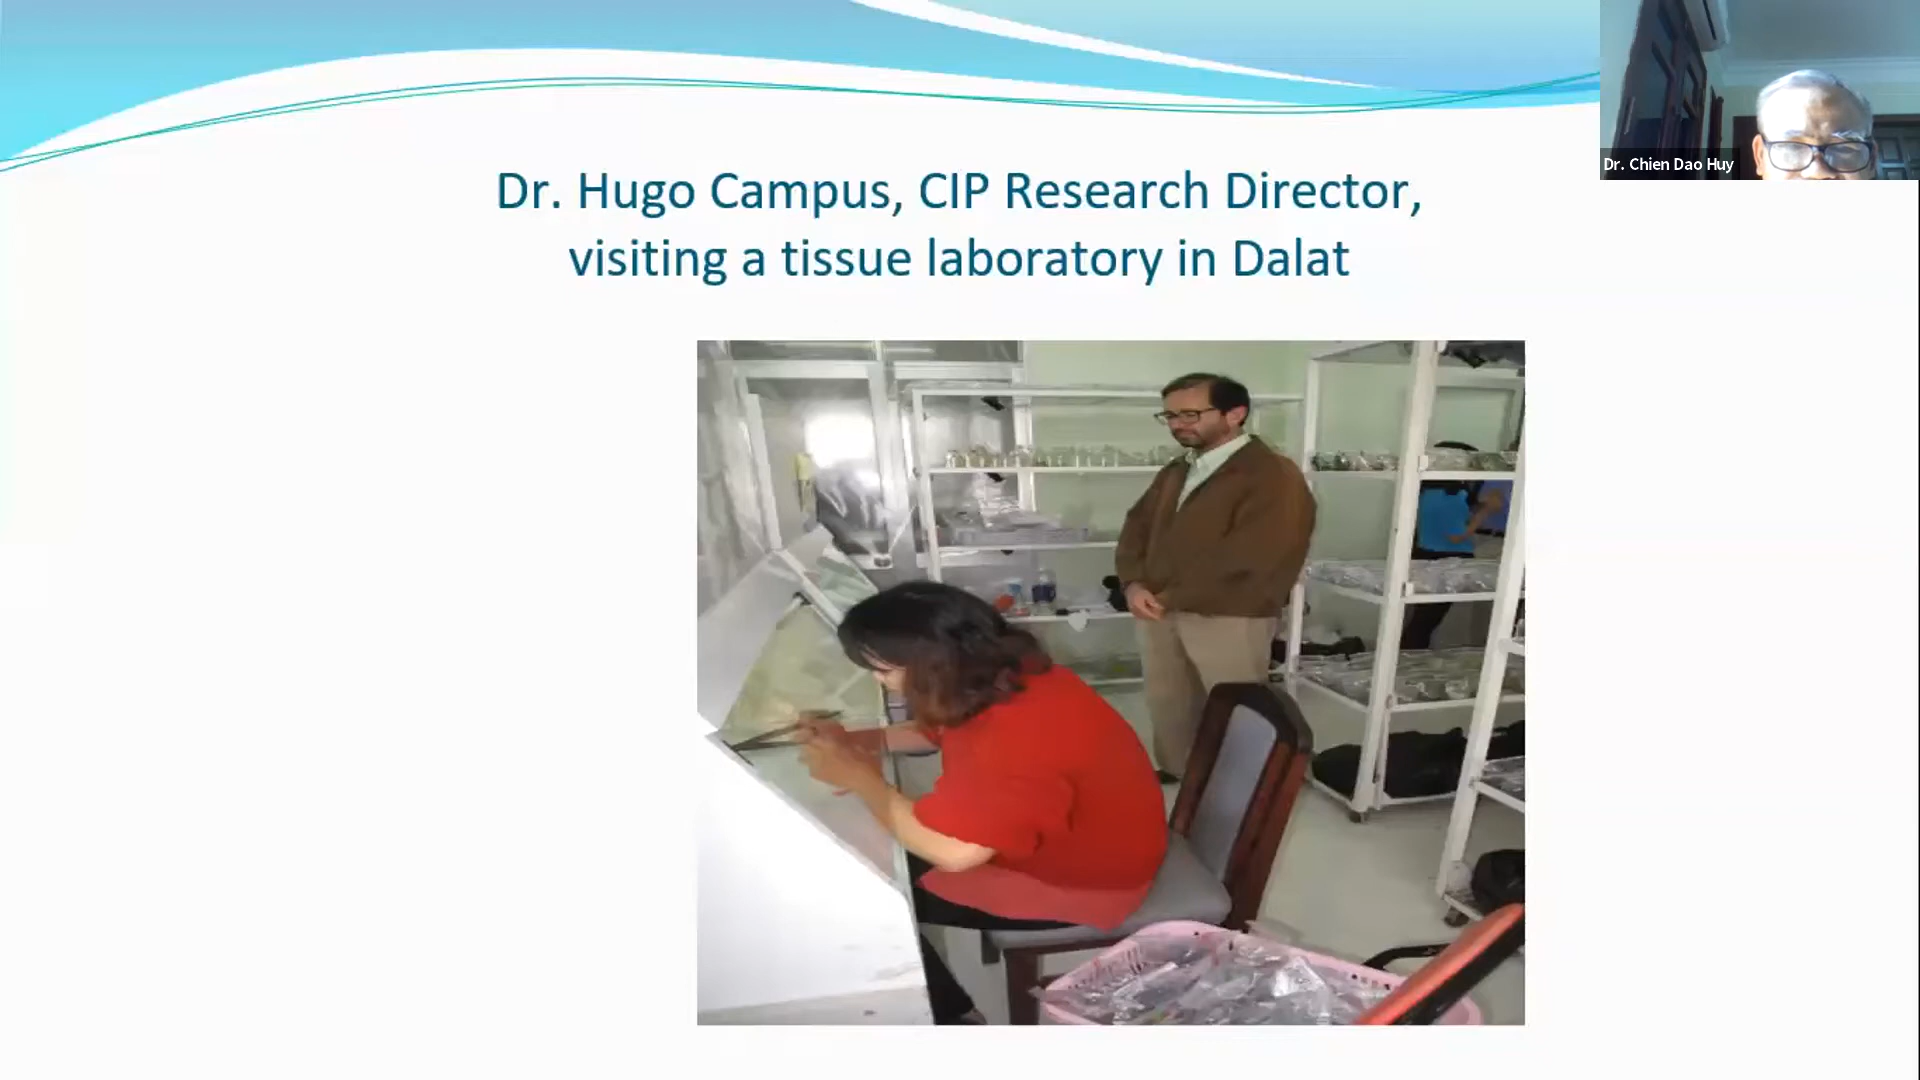 Dr. Hugo Campus, CIP Research Director,
visiting a tissue laboratory in Dalat
Dr. Chien Dao Huy